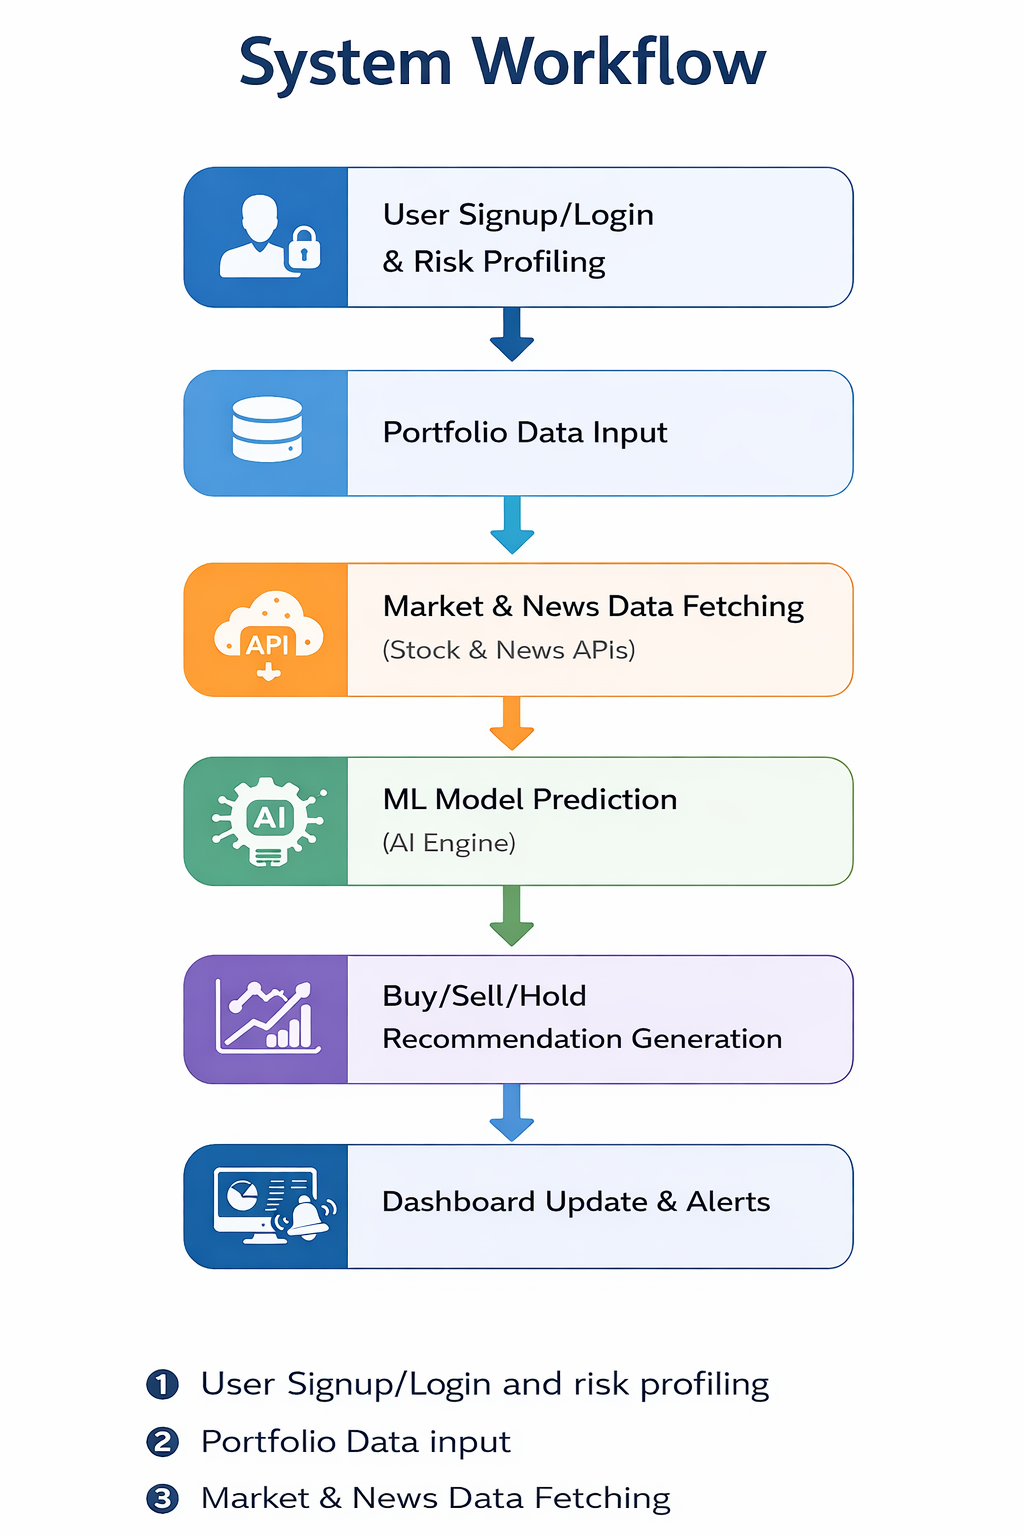 System Workflow
User Signup/Login
& Risk Profiling
Portfolio Data Input
API
Market & News Data Fetching
(Stock & News APis)
AI
ML Model Prediction
(AI Engine)
Buy/Sell/Hold
Recommendation Generation
Dashboard Update & Alerts
1 User Signup/Login and risk profiling
2 Portfolio Data input
3 Market & News Data Fetching